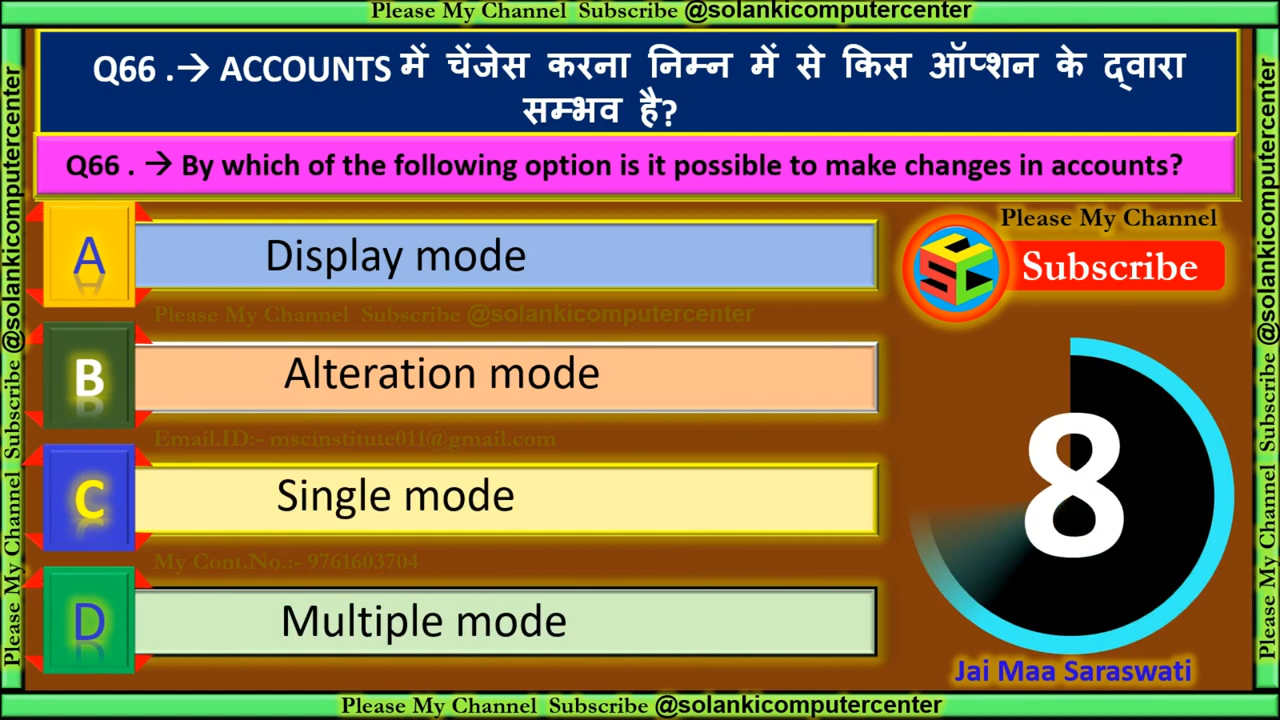 Please My Channel Subscribe @solankicomputercenter
Q66 .→ ACCOUNTS में चेंजेस करना निम्न में से किस ऑप्शन के द्वारा
सम्भव है?
Q66 . → By which of the following option is it possible to make changes in accounts?
A
Display mode
Please My Channel Subscribe @solankicomputercenter
B
Alteration mode
Email.ID:- mscinstitute011@gmail.com
C
Single mode
My Cont.No.:- 9761603704
D
Multiple mode
Please My Channel
SCC
Subscribe
8
Jai Maa Saraswati
Please My Channel Subscribe @solankicomputercenter
Please My Channel Subscribe @solankicomputercenter
Please My Channel Subscribe @solankicomputercenter